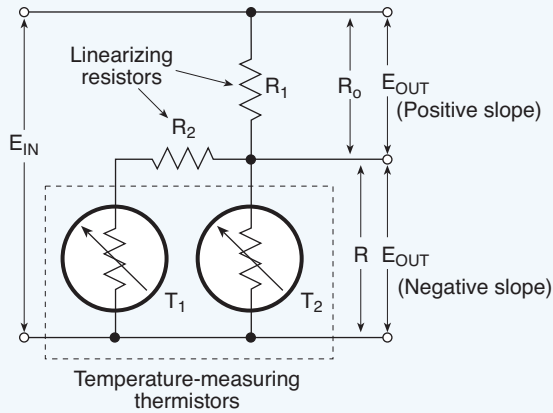 Linearizing
resistors
R1
Ro
EOUT
(Positive slope)
R2
EIN
T1
T2
R
EOUT
(Negative slope)
Temperature-measuring
thermistors